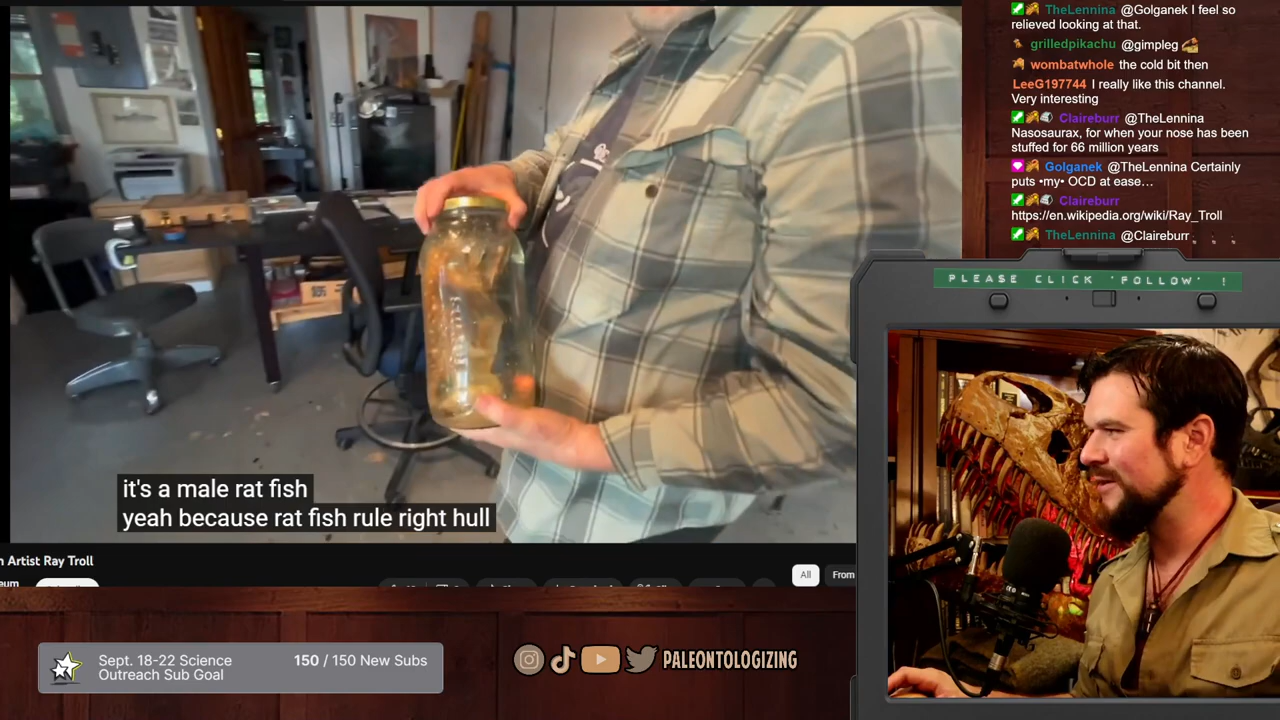 TheLennina @Golganek I feel so
relieved looking at that.
grilledpikachu @gimpleg
wombatwhole the cold bit then
LeeG197744 I really like this channel.
Very interesting
Claireburr @TheLennina
Nasosaurax, for when your nose has been
stuffed for 66 million years
Golganek @TheLennina Certainly
puts •my• OCD at ease…
Claireburr
https://en.wikipedia.org/wiki/Ray_Troll
TheLennina @Claireburr
PLEASE CLICK 'FOLLOW' !
it's a male rat fish
yeah because rat fish rule right hull
n Artist Ray Troll
All
From
Sept. 18-22 Science
Outreach Sub Goal
150 / 150 New Subs
PALEONTOLOGIZING